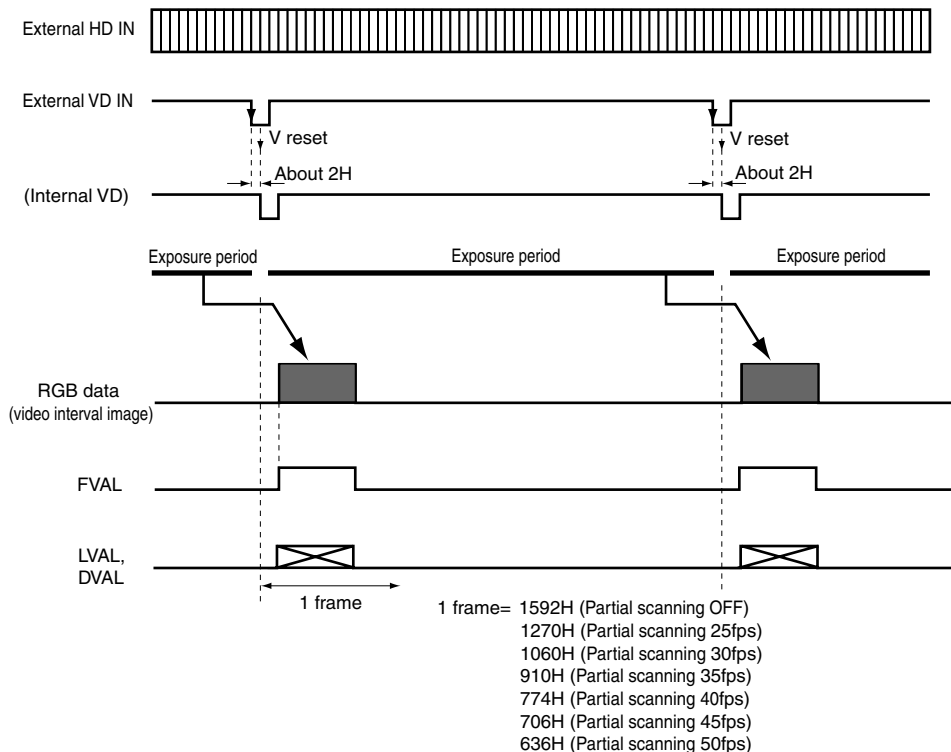 External HD IN
External VD IN
V reset
V reset
About 2H
About 2H
(Internal VD)
Exposure period
Exposure period
Exposure period
RGB data
(video interval image)
FVAL
LVAL,
DVAL
1 frame
1 frame= 1592H (Partial scanning OFF)
1270H (Partial scanning 25fps)
1060H (Partial scanning 30fps)
910H (Partial scanning 35fps)
774H (Partial scanning 40fps)
706H (Partial scanning 45fps)
636H (Partial scanning 50fps)